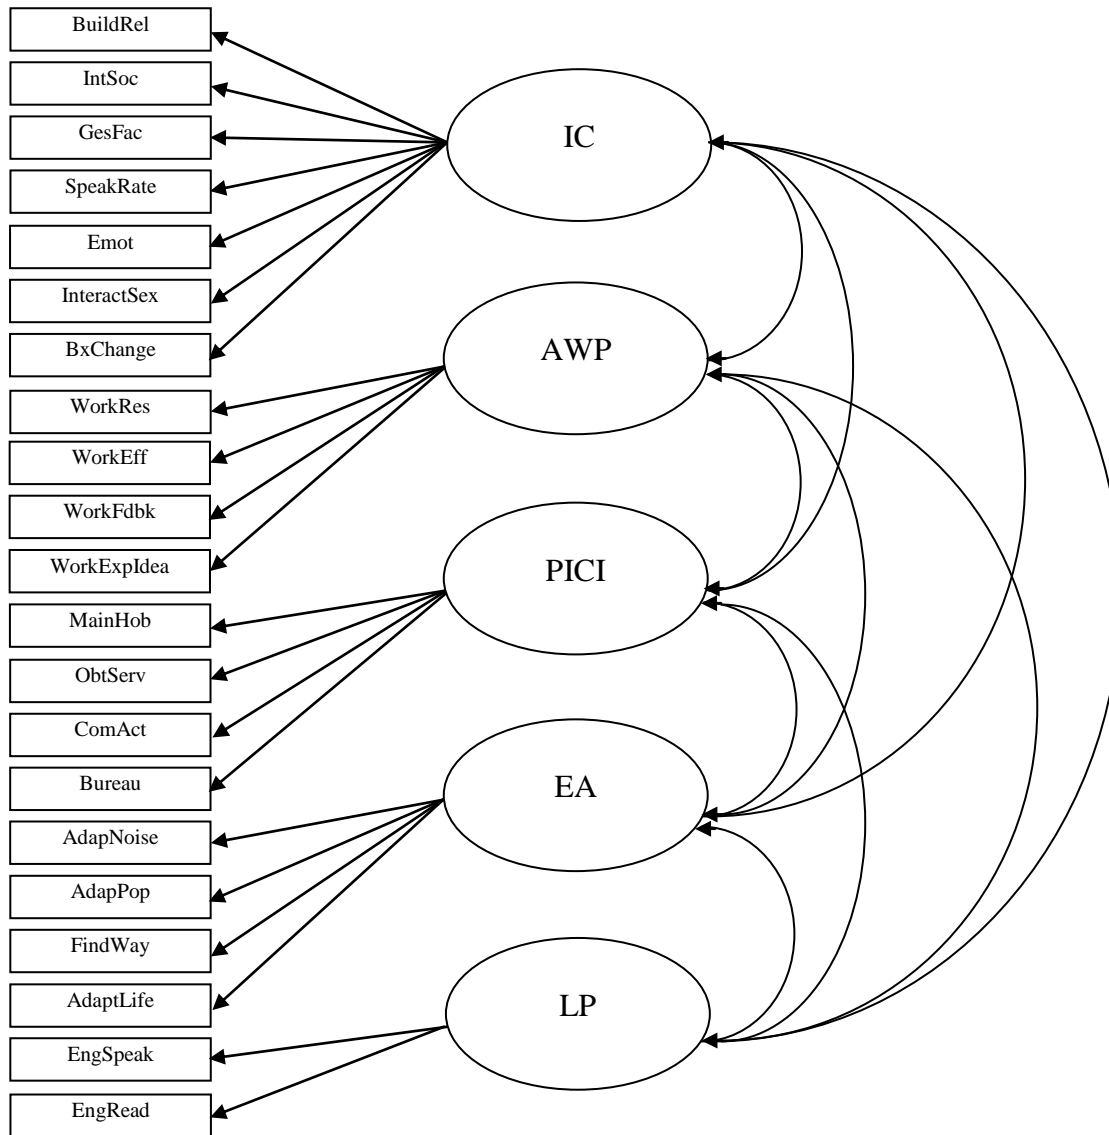 BuildRel
IntSoc
GesFac
SpeakRate
Emot
InteractSex
BxChange
WorkRes
WorkEff
WorkFdbk
WorkExpIdea
MainHob
ObtServ
ComAct
Bureau
AdapNoise
AdapPop
FindWay
AdaptLife
EngSpeak
EngRead
IC
AWP
PICI
EA
LP